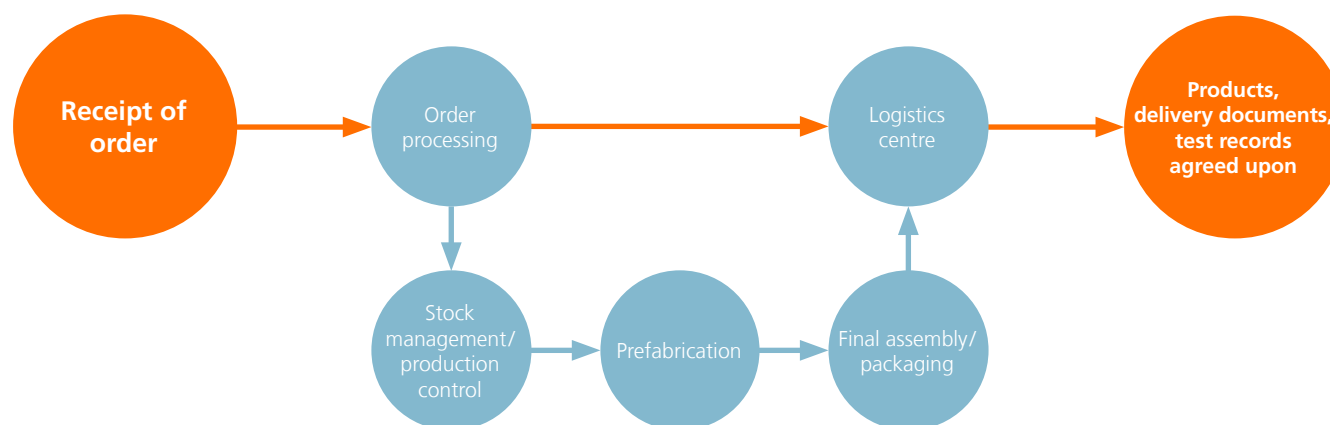 Receipt of
order
Order
processing
Logistics
centre
Products,
delivery documents,
test records
agreed upon
Stock
management/
production
control
Prefabrication
Final assembly/
packaging